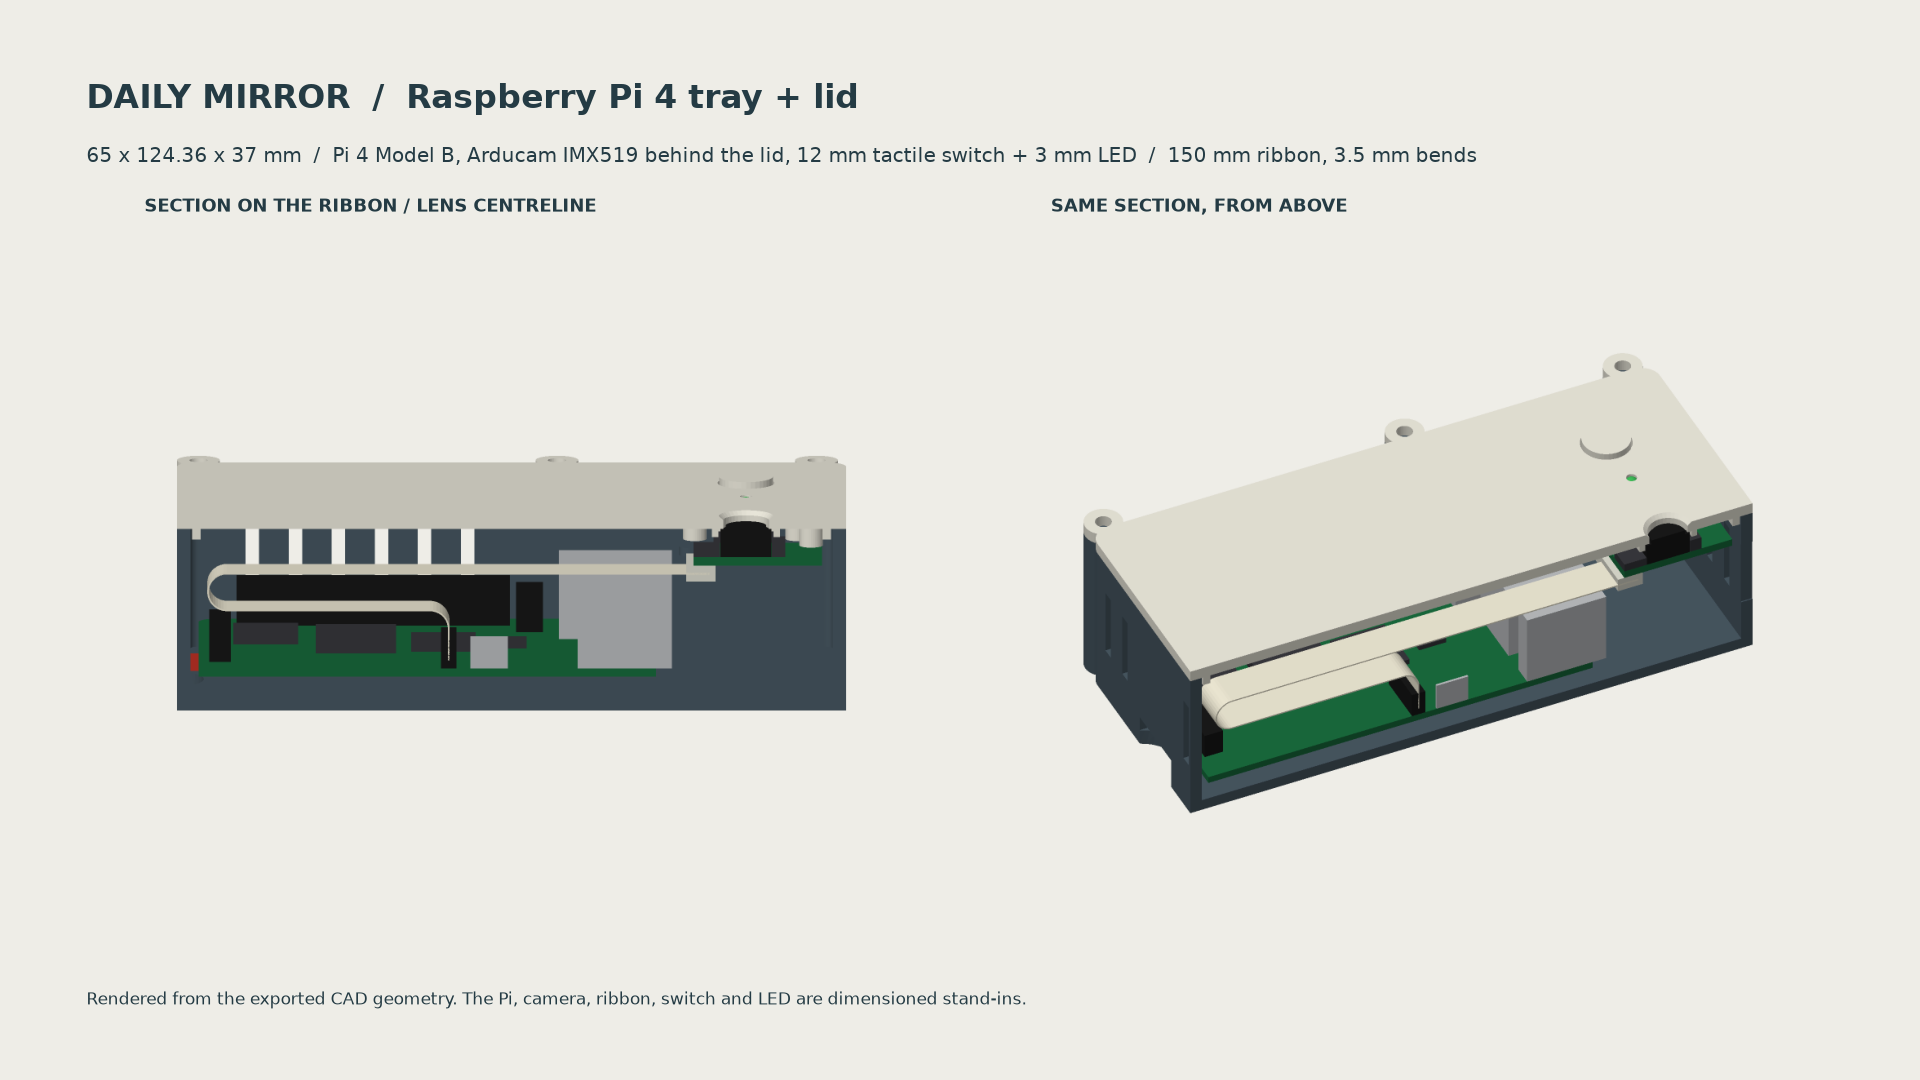 DAILY MIRROR / Raspberry Pi 4 tray + lid
65 x 124.36 x 37 mm / Pi 4 Model B, Arducam IMX519 behind the lid, 12 mm tactile switch + 3 mm LED / 150 mm ribbon, 3.5 mm bends
SECTION ON THE RIBBON / LENS CENTRELINE
SAME SECTION, FROM ABOVE
Rendered from the exported CAD geometry. The Pi, camera, ribbon, switch and LED are dimensioned stand-ins.